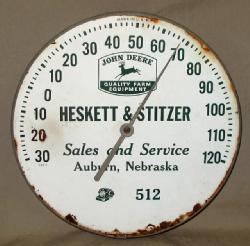 JOHN DEERE
QUALITY FARM
EQUIPMENT
30 20 10 0 10 20 30 40 50 60 70 80 90 100 110 120
HESKETT & STITZER
Sales and Service
Auburn, Nebraska
512